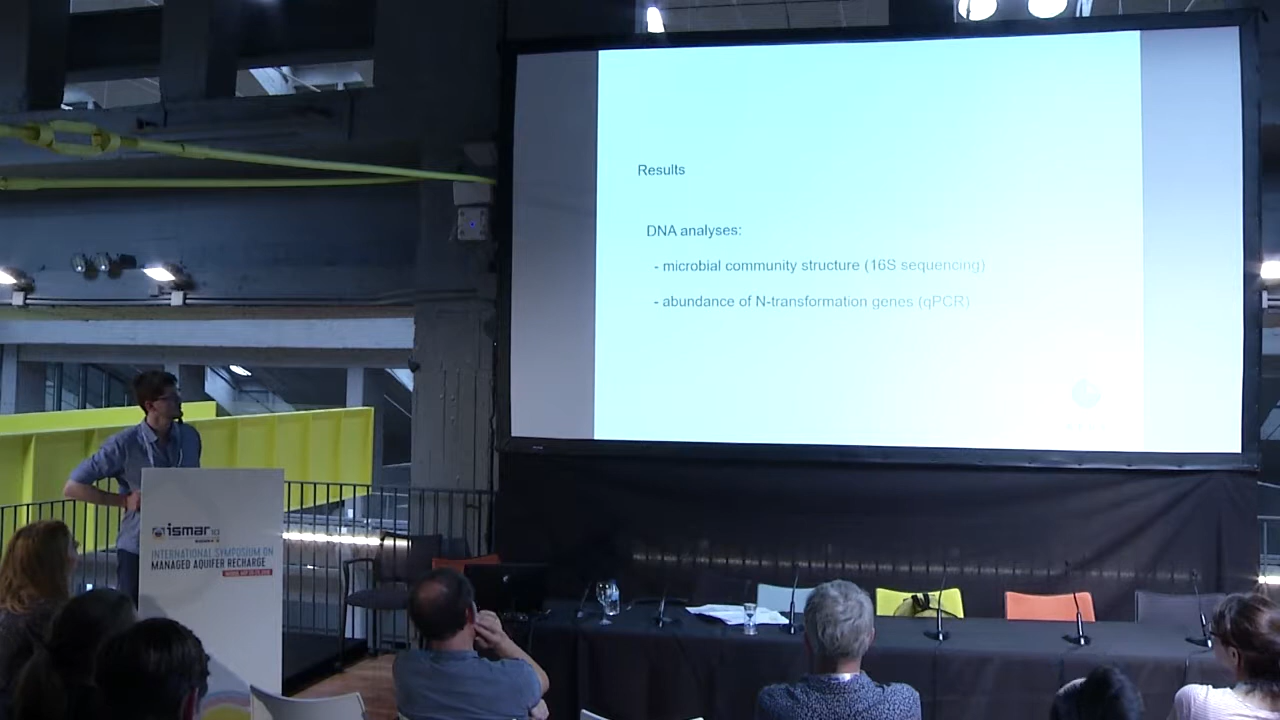 Results
DNA analyses:
- microbial community structure (16S sequencing)
- abundance of N-transformation genes (qPCR)
ismar
INTERNATIONAL SYMPOSIUM ON
MANAGED AQUIFER RECHARGE